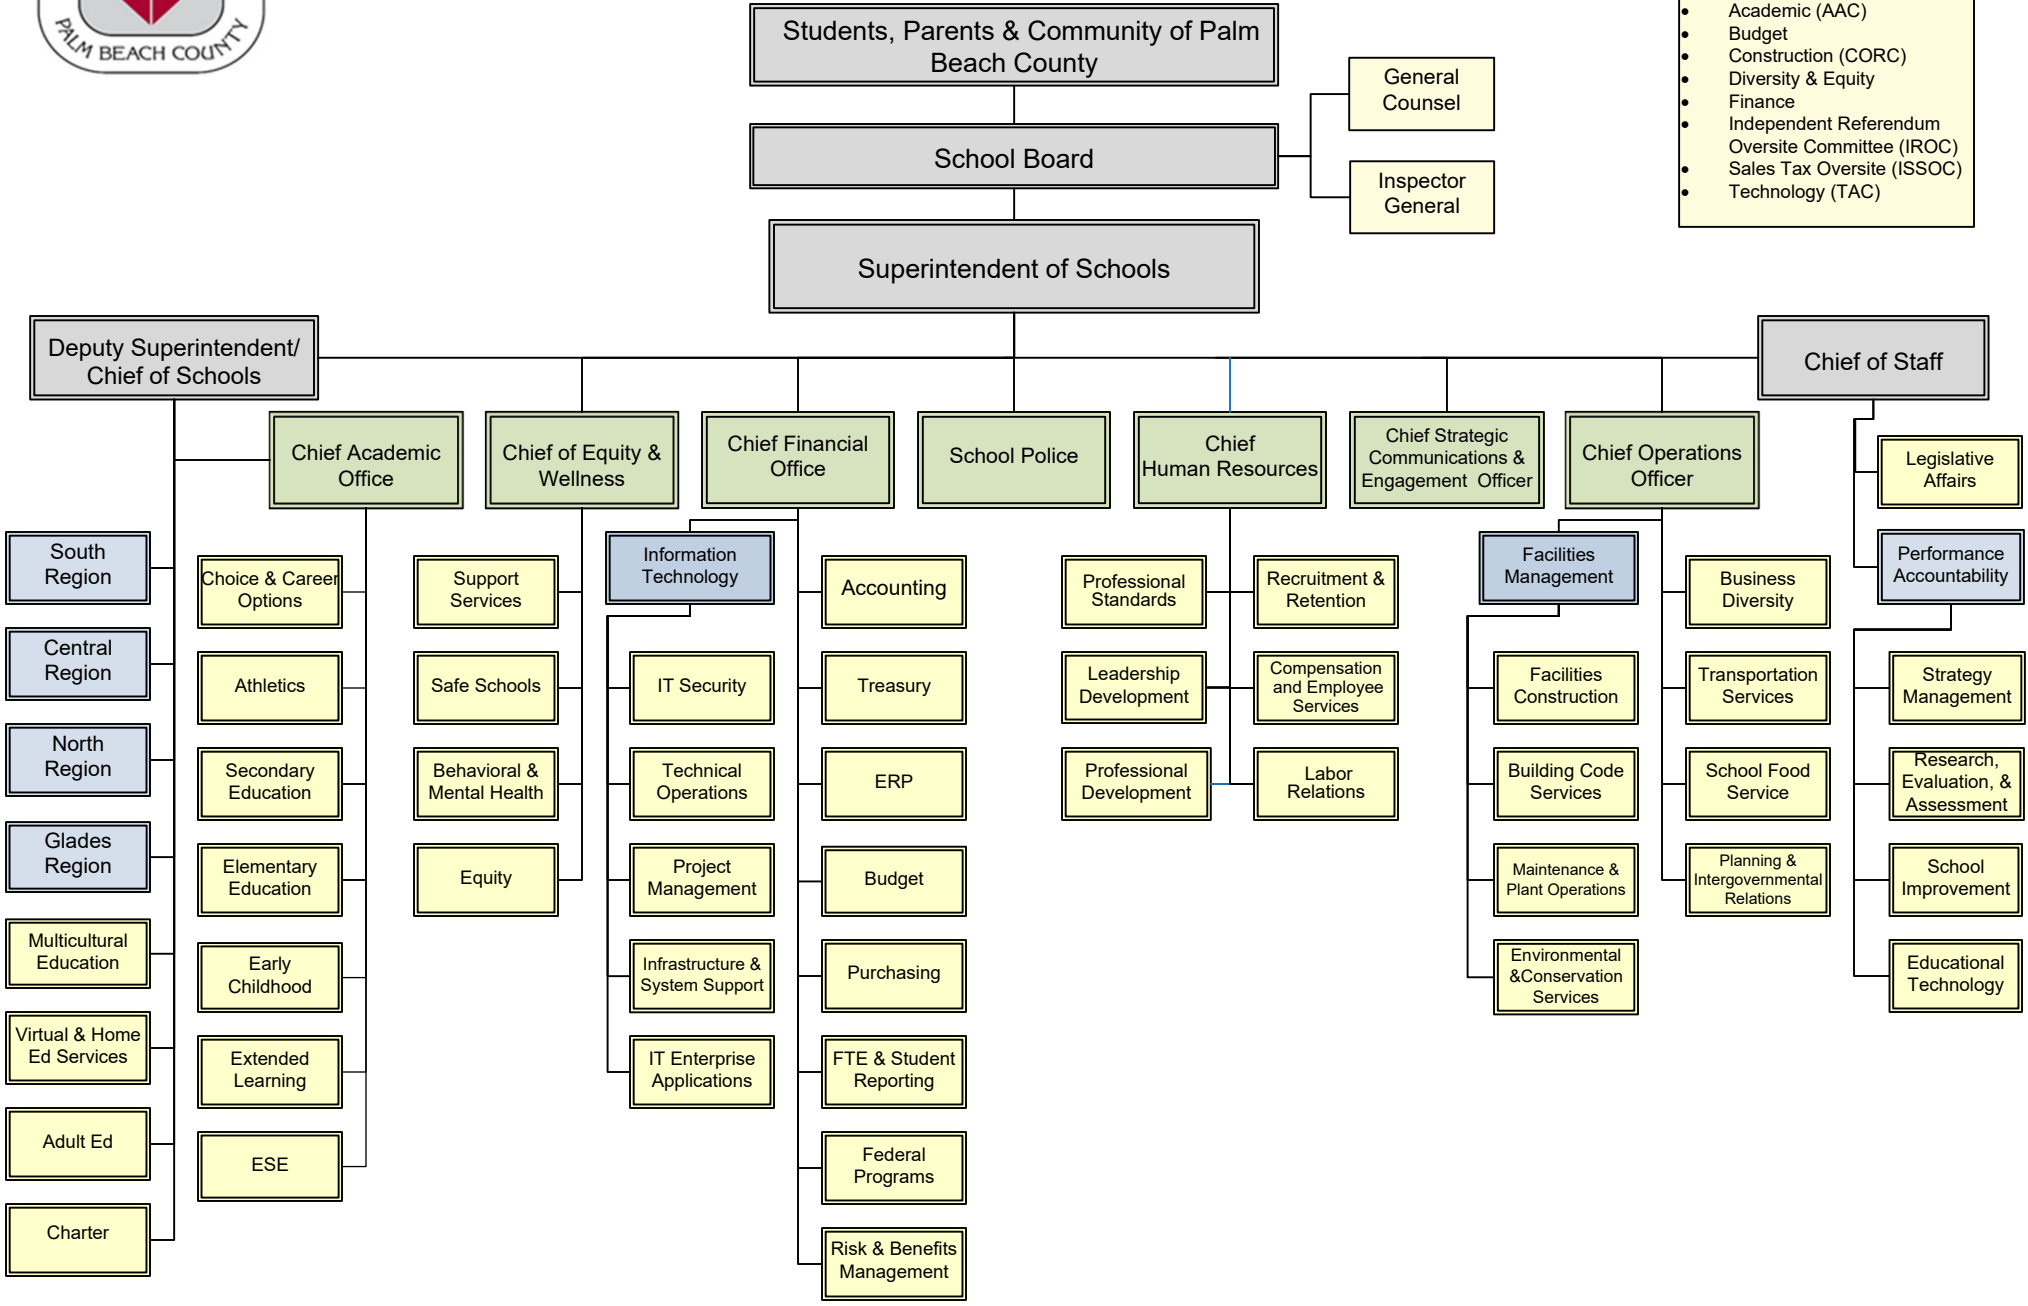 PALM BEACH COUNTY
Students, Parents & Community of Palm
Beach County
General
Counsel
School Board
Inspector
General
Academic (AAC)
Budget
Construction (CORC)
Diversity & Equity
Finance
Independent Referendum
Oversite Committee (IROC)
Sales Tax Oversite (ISSOC)
Technology (TAC)
Superintendent of Schools
Deputy Superintendent/
Chief of Schools
Chief of Staff
Chief Academic
Office
Chief of Equity &
Wellness
Chief Financial
Office
School Police
Chief
Human Resources
Chief Strategic
Communications &
Engagement Officer
Chief Operations
Officer
Legislative
Affairs
South
Region
Central
Region
North
Region
Glades
Region
Multicultural
Education
Virtual & Home
Ed Services
Adult Ed
Charter
Choice & Career
Options
Athletics
Secondary
Education
Elementary
Education
Early
Childhood
Extended
Learning
ESE
Support
Services
Safe Schools
Behavioral &
Mental Health
Equity
Information
Technology
IT Security
Technical
Operations
Project
Management
Infrastructure &
System Support
IT Enterprise
Applications
Accounting
Treasury
ERP
Budget
Purchasing
FTE & Student
Reporting
Federal
Programs
Risk & Benefits
Management
Professional
Standards
Leadership
Development
Professional
Development
Recruitment &
Retention
Compensation
and Employee
Services
Labor
Relations
Facilities
Management
Facilities
Construction
Building Code
Services
Maintenance &
Plant Operations
Environmental
&Conservation
Services
Business
Diversity
Transportation
Services
School Food
Service
Planning &
Intergovernmental
Relations
Performance
Accountability
Strategy
Management
Research,
Evaluation, &
Assessment
School
Improvement
Educational
Technology